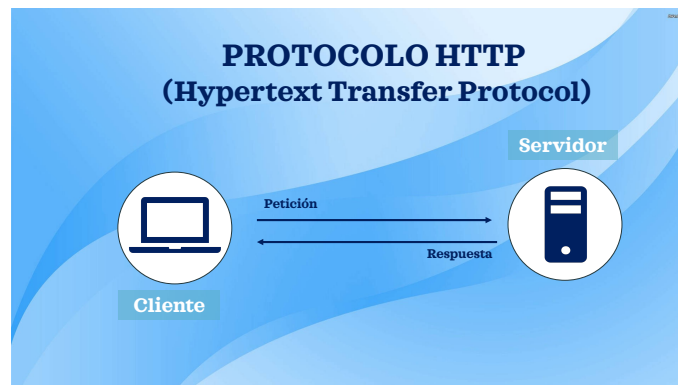 PROTOCOLO HTTP
(Hypertext Transfer Protocol)
Servidor
Petición
Respuesta
Cliente